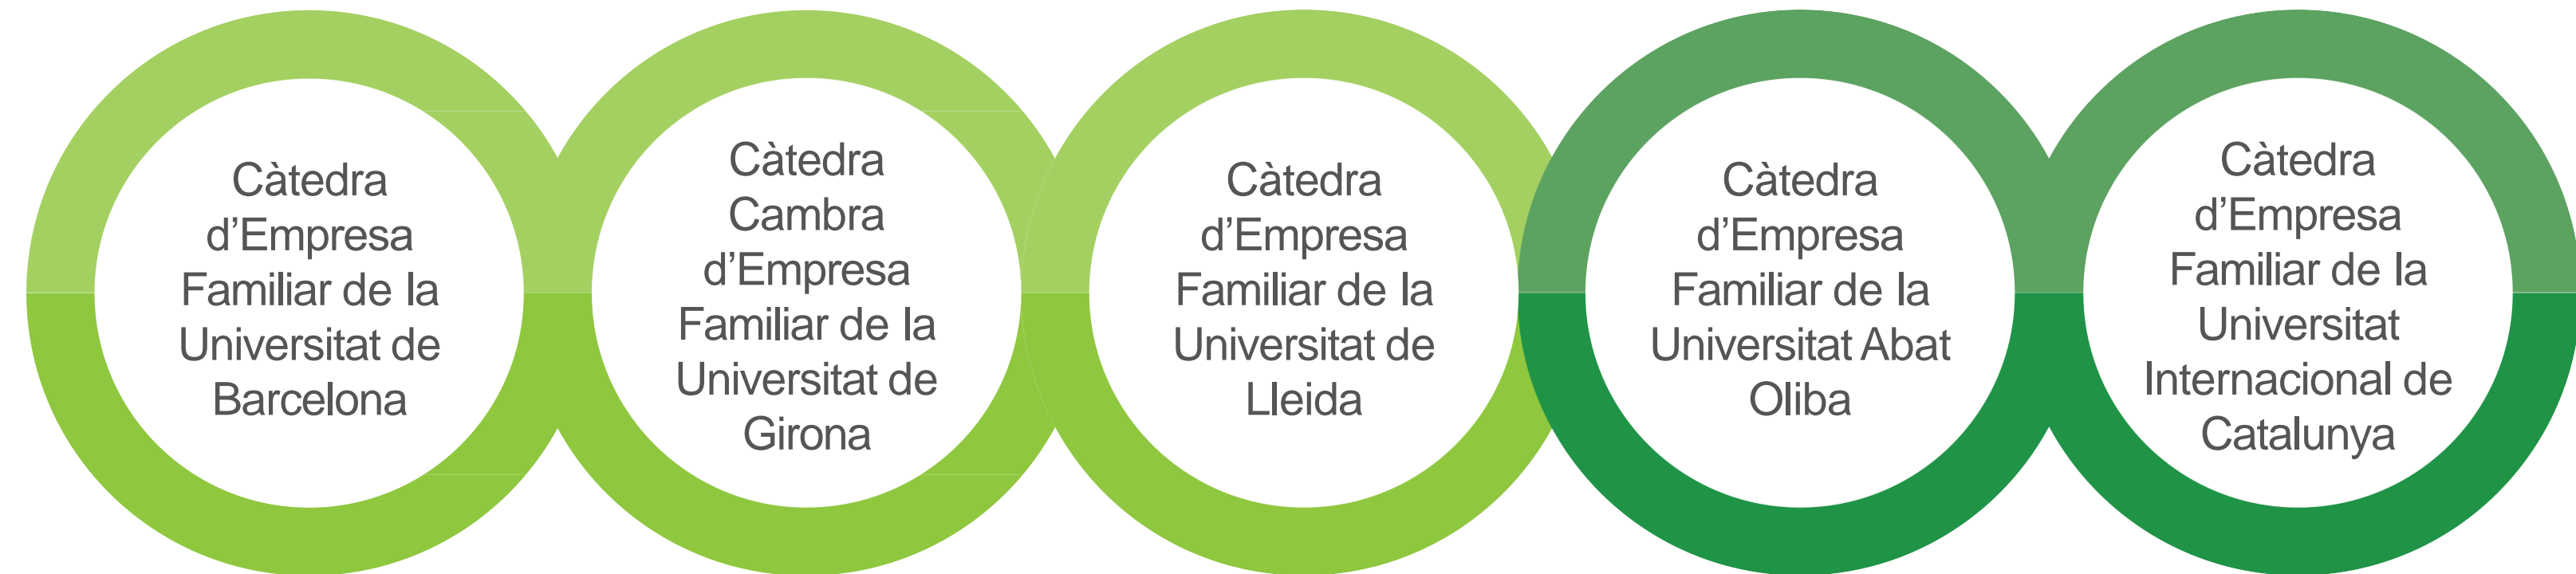 Càtedra
d’Empresa
Familiar de la
Universitat de
Barcelona
Càtedra
Cambra
d’Empresa
Familiar de la
Universitat de
Girona
Càtedra
d’Empresa
Familiar de la
Universitat de
Lleida
Càtedra
d’Empresa
Familiar de la
Universitat Abat
Oliba
Càtedra
d’Empresa
Familiar de la
Universitat
Internacional de
Catalunya